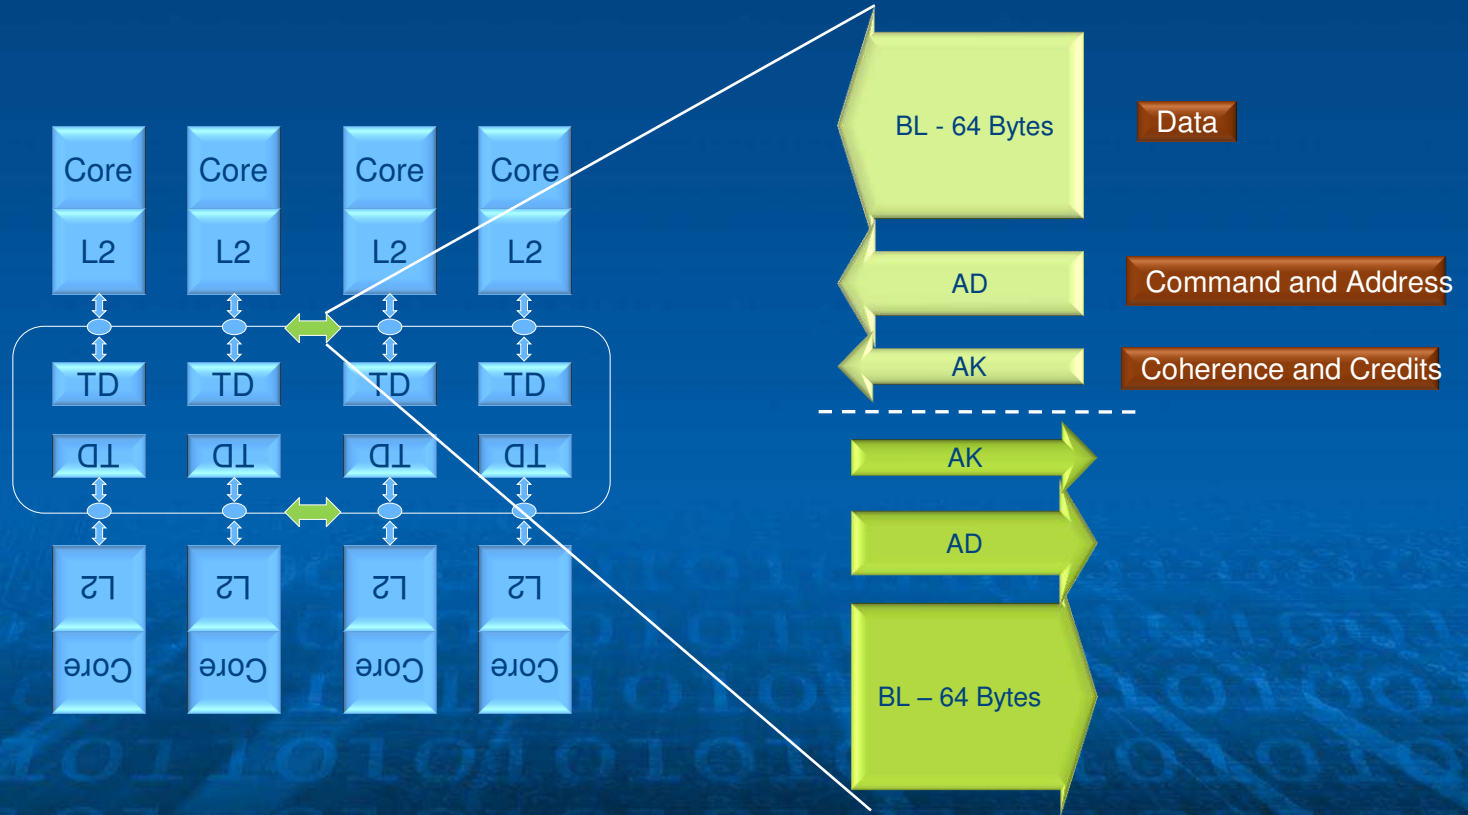 Core Core Core Core
L2 L2 L2 L2
TD TD TD TD
TD TD TD TD
L2 L2 L2 L2
Core Core Core Core
BL - 64 Bytes
Data
AD
Command and Address
AK
Coherence and Credits
AK
AD
BL – 64 Bytes